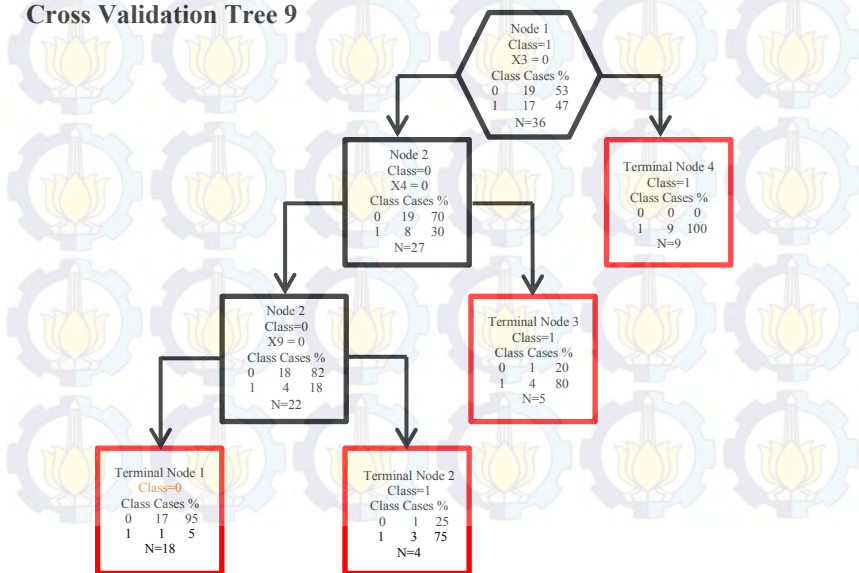 Cross Validation Tree 9
Node 1
Class=1
X3 = 0
Class Cases %
0 19 53
1 17 47
N=36
Node 2
Class=0
X4 = 0
Class Cases %
0 19 70
1 8 30
N=27
Terminal Node 4
Class=1
Class Cases %
0 0 0
1 9 100
N=9
Node 2
Class=0
X9 = 0
Class Cases %
0 18 82
1 4 18
N=22
Terminal Node 3
Class=1
Class Cases %
0 1 20
1 4 80
N=5
Terminal Node 1
Class=0
Class Cases %
0 17 95
1 1 5
N=18
Terminal Node 2
Class=1
Class Cases %
0 1 25
1 3 75
N=4